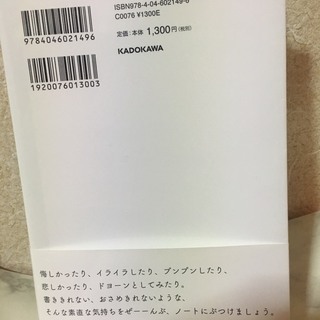 ISBN978-4-04-602149-6
C0076 ¥1300E
9784046021496
定価：本体1,300円(税別)
KADOKAWA
1920076013003
悔しかったり、イライラしたり、プンプンしたり、
悲しかったり、ドヨーンとしてみたり。
書ききれない、おさめきれないような、
そんな素直な気持ちをぜーーんぶ、ノートにぶつけましょう。